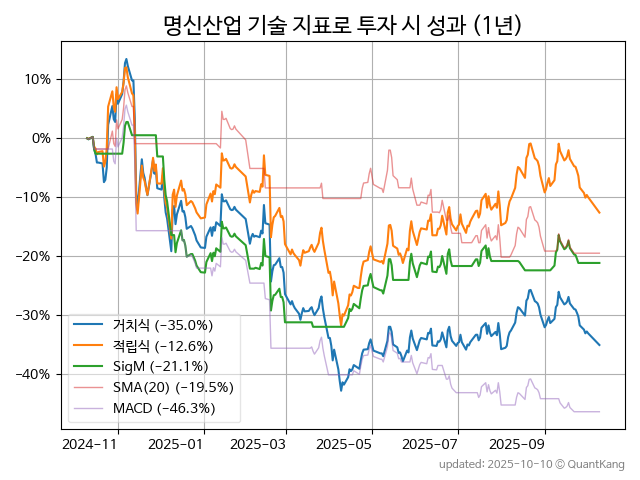 명신산업 기술 지표로 투자 시 성과 (1년)
10%
0%
−10%
−20%
−30%
−40%
거치식 (−35.0%)
적립식 (−12.6%)
SigM (−21.1%)
SMA(20) (−19.5%)
MACD (−46.3%)
2024−11
2025−01
2025−03
2025−05
2025−07
2025−09
updated: 2025-10-10 ⓒ QuantKang